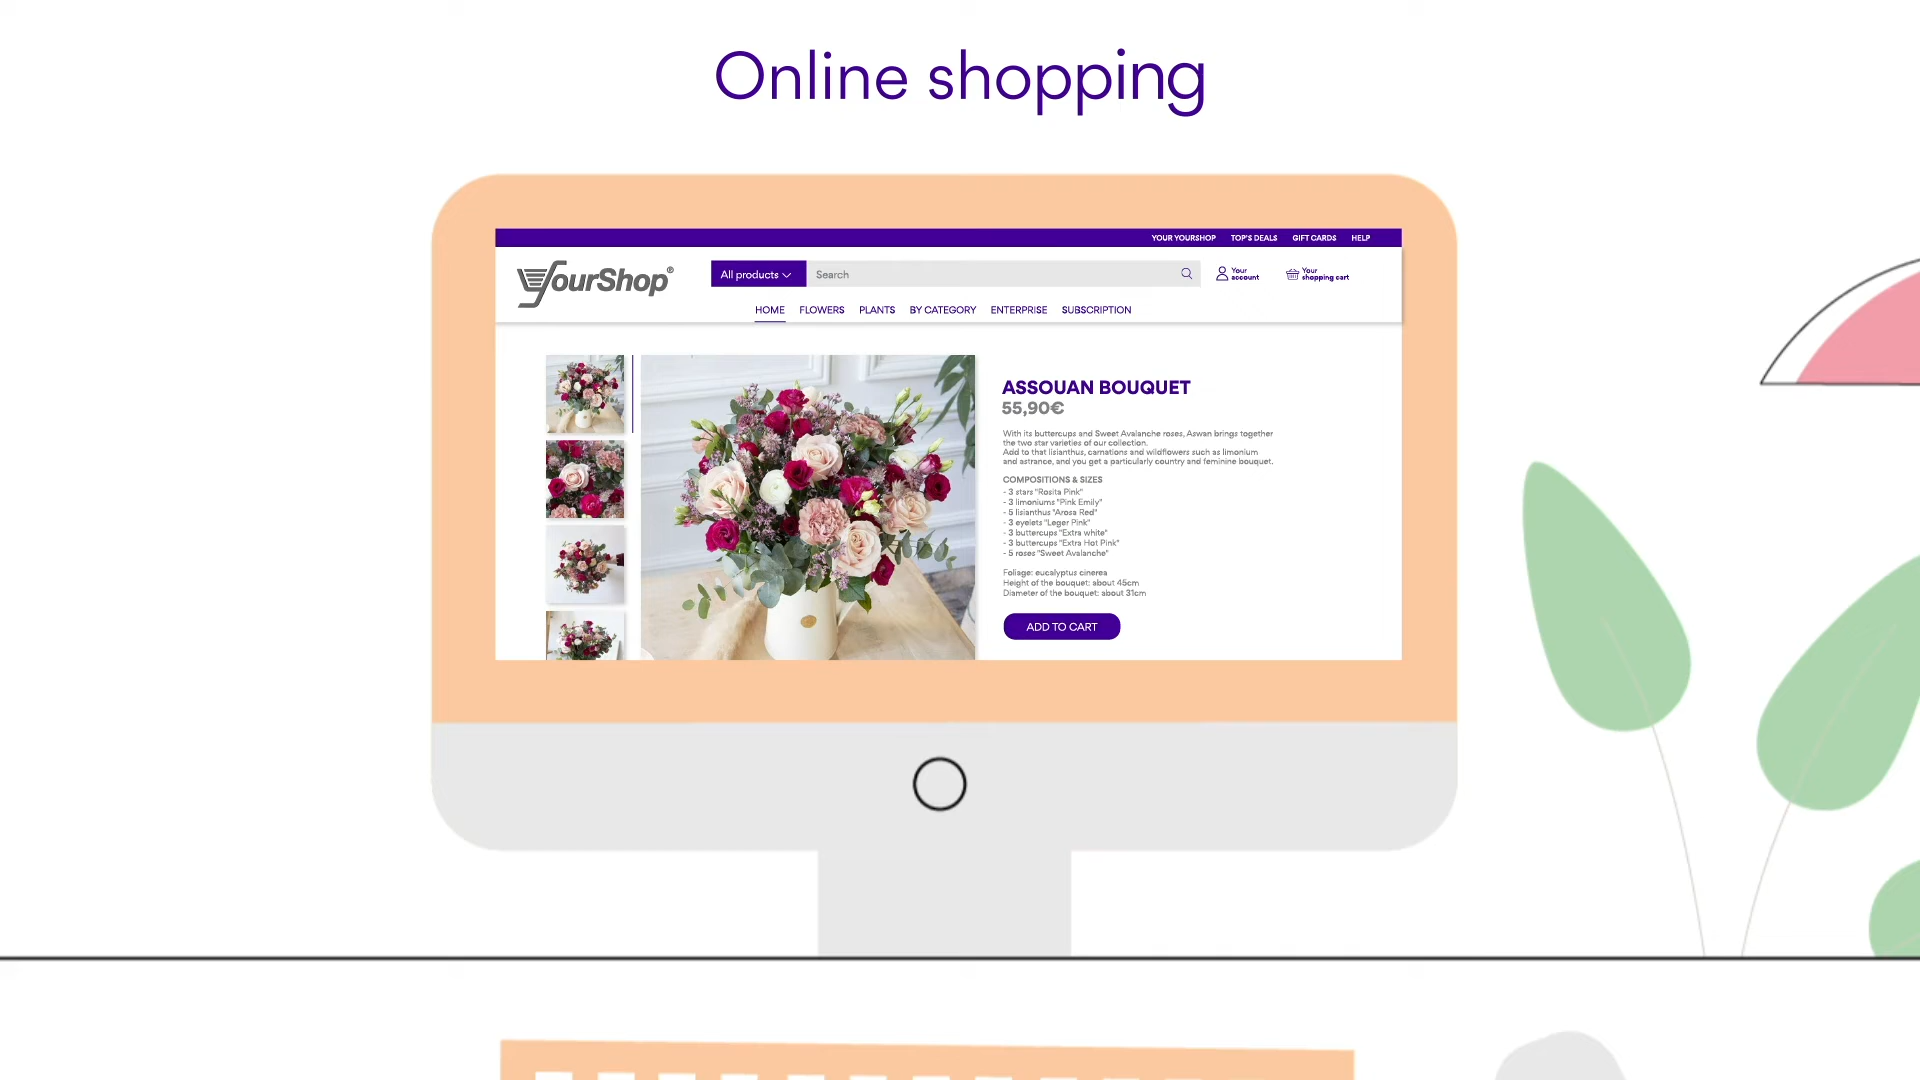 Online shopping
YOUR YOURSHOP TOP'S DEALS GIFT CARDS HELP
YourShop®
All products Search
Your account
Your shopping cart
HOME FLOWERS PLANTS BY CATEGORY ENTERPRISE SUBSCRIPTION
ASSOUAN BOUQUET
55,90€
With its buttercups and Sweet Avalanche roses, Aswan brings together
the two star varieties of our collection.
Add to that lisianthus, carnations and wildflowers such as limonium
and astrance, and you get a particularly country and feminine bouquet.
COMPOSITIONS & SIZES
- 3 stars "Rosita Pink"
- 3 limoniums "Pink Emily"
- 5 lisianthus "Arosa Red"
- 3 eyelets "Leger Pink"
- 3 buttercups "Extra white"
- 3 buttercups "Extra Hot Pink"
- 5 roses "Sweet Avalanche"
Foliage: eucalyptus cinerea
Height of the bouquet: about 45cm
Diameter of the bouquet: about 31cm
ADD TO CART